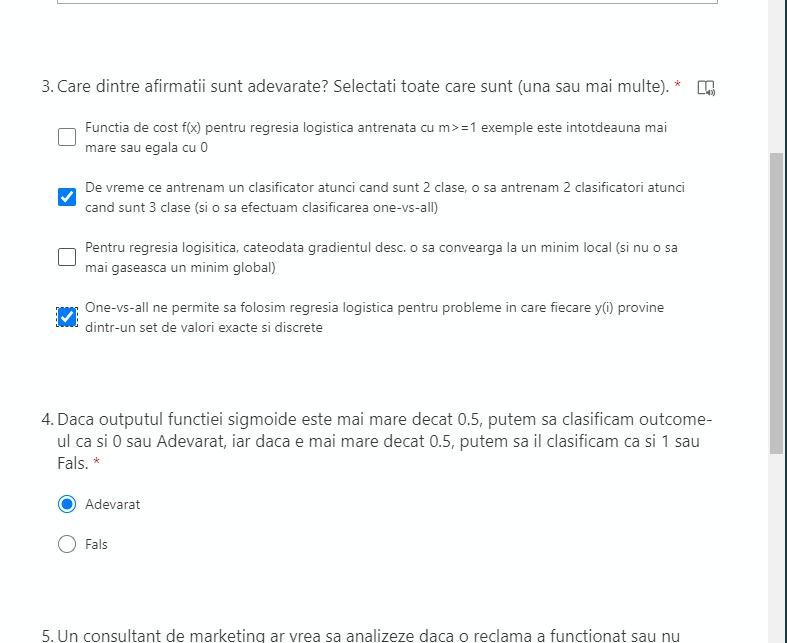 3. Care dintre afirmatii sunt adevarate? Selectati toate care sunt (una sau mai multe). *
Functia de cost f(x) pentru regresia logistica antrenata cu m>=1 exemple este intotdeauna mai
mare sau egala cu 0
De vreme ce antrenam un clasificator atunci cand sunt 2 clase, o sa antrenam 2 clasificatori atunci
cand sunt 3 clase (si o sa efectuam clasificarea one-vs-all)
Pentru regresia logisitica, cateodata gradientul desc. o sa convearga la un minim local (si nu o sa
mai gaseasca un minim global)
One-vs-all ne permite sa folosim regresia logistica pentru probleme in care fiecare y(i) provine
dintr-un set de valori exacte si discrete
4. Daca outputul functiei sigmoide este mai mare decat 0.5, putem sa clasificam outcome-
ul ca si 0 sau Adevarat, iar daca e mai mare decat 0.5, putem sa il clasificam ca si 1 sau
Fals. *
Adevarat
Fals
5. Un consultant de marketing ar vrea sa analizeze daca o reclama a functionat sau nu